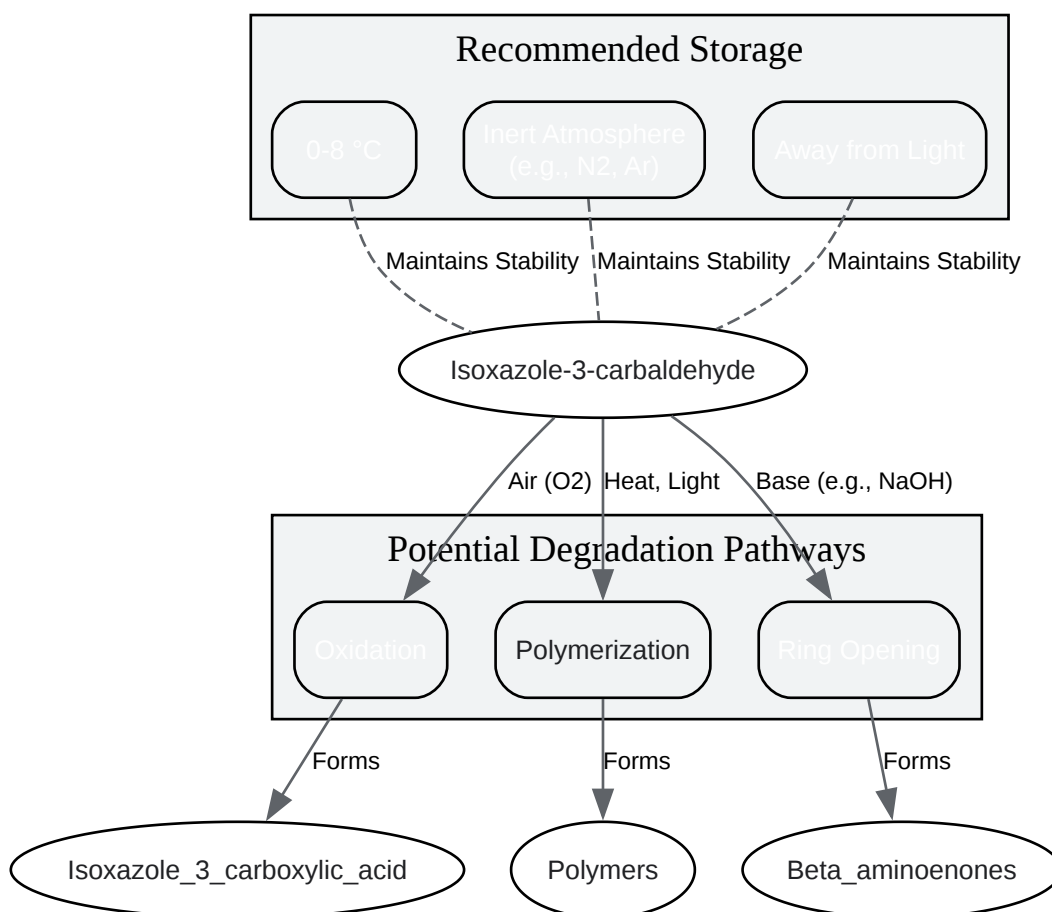 Recommended Storage
0-8 °C
Inert Atmosphere
(e.g., N2, Ar)
Away from Light
Maintains Stability
Maintains Stability
Maintains Stability
Isoxazole-3-carbaldehyde
Air (O2)
Heat, Light
Base (e.g., NaOH)
Potential Degradation Pathways
Oxidation
Polymerization
Ring Opening
Forms
Forms
Forms
Isoxazole_3_carboxylic_acid
Polymers
Beta_aminoenones